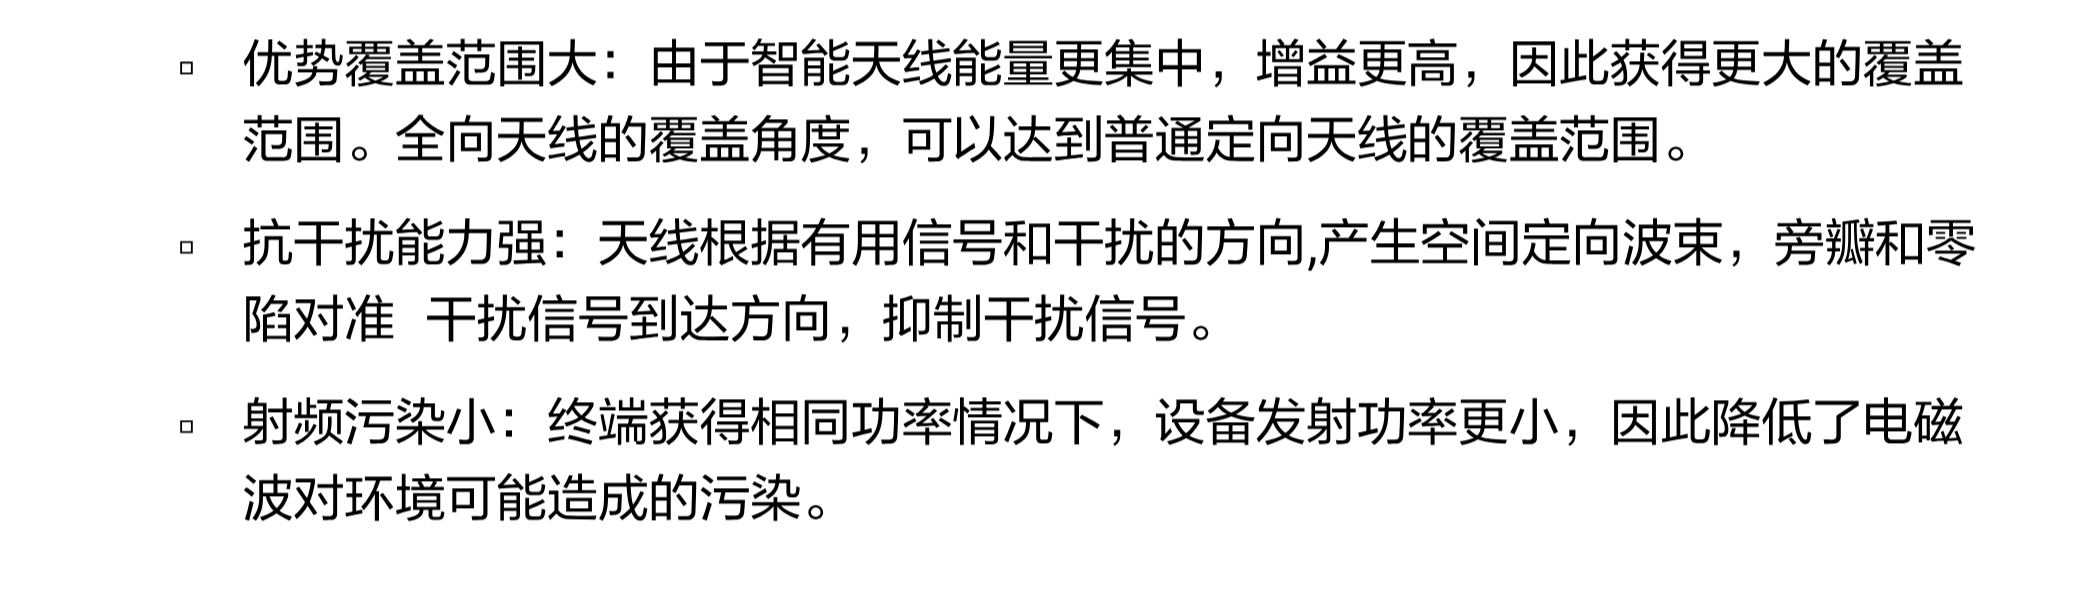 ▫ 优势覆盖范围大：由于智能天线能量更集中，增益更高，因此获得更大的覆盖
范围。全向天线的覆盖角度，可以达到普通定向天线的覆盖范围。
▫ 抗干扰能力强：天线根据有用信号和干扰的方向,产生空间定向波束，旁瓣和零
陷对准  干扰信号到达方向，抑制干扰信号。
▫ 射频污染小：终端获得相同功率情况下，设备发射功率更小，因此降低了电磁
波对环境可能造成的污染。